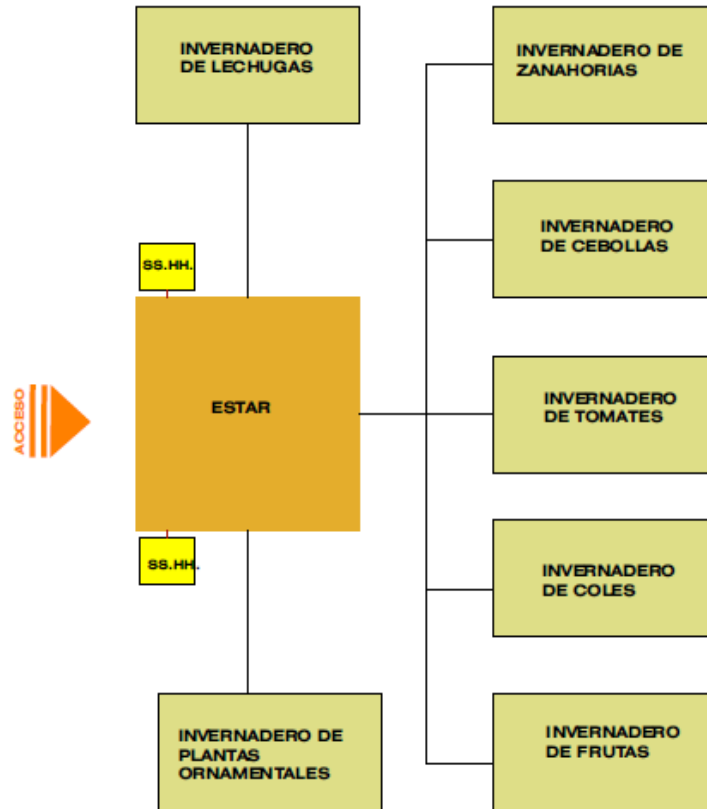 INVERNADERO
DE LECHUGAS
INVERNADERO DE
ZANAHORIAS
INVERNADERO
DE CEBOLLAS
SS.HH.
ACCESO
ESTAR
INVERNADERO
DE TOMATES
SS.HH.
INVERNADERO
DE COLES
INVERNADERO DE
PLANTAS
ORNAMENTALES
INVERNADERO
DE FRUTAS